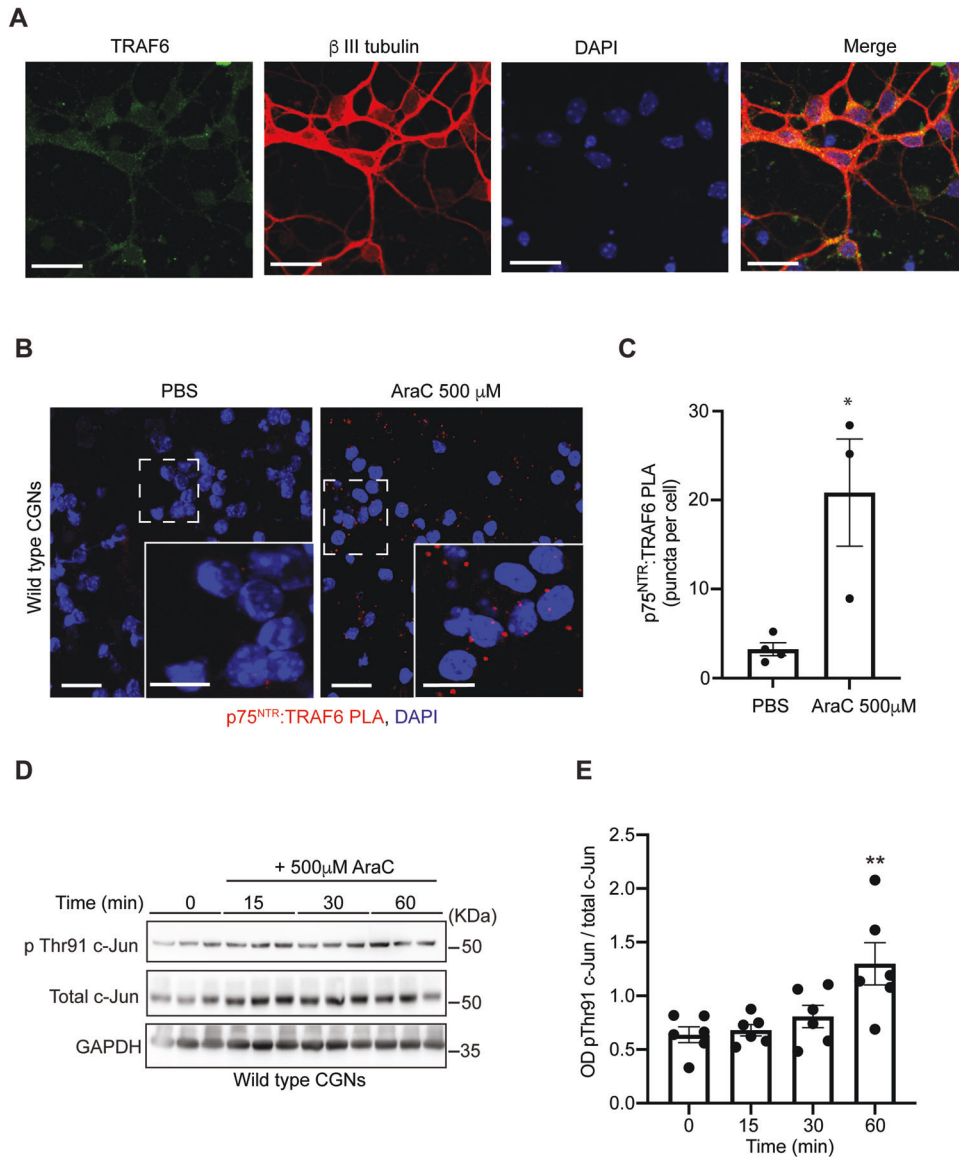 A
TRAF6
β III tubulin
DAPI
Merge
B
PBS
AraC 500 μM
Wild type CGNs
p75NTR:TRAF6 PLA, DAPI
C
p75NTR:TRAF6 PLA
(puncta per cell)
30
20
10
0
*
PBS
AraC 500μM
D
+ 500μM AraC
Time (min)
0
15
30
60
(KDa)
p Thr91 c-Jun
–50
Total c-Jun
–50
GAPDH
–35
Wild type CGNs
E
OD pThr91 c-Jun / total c-Jun
2.5
2.0
1.5
1.0
0.5
0.0
**
0
15
30
60
Time (min)